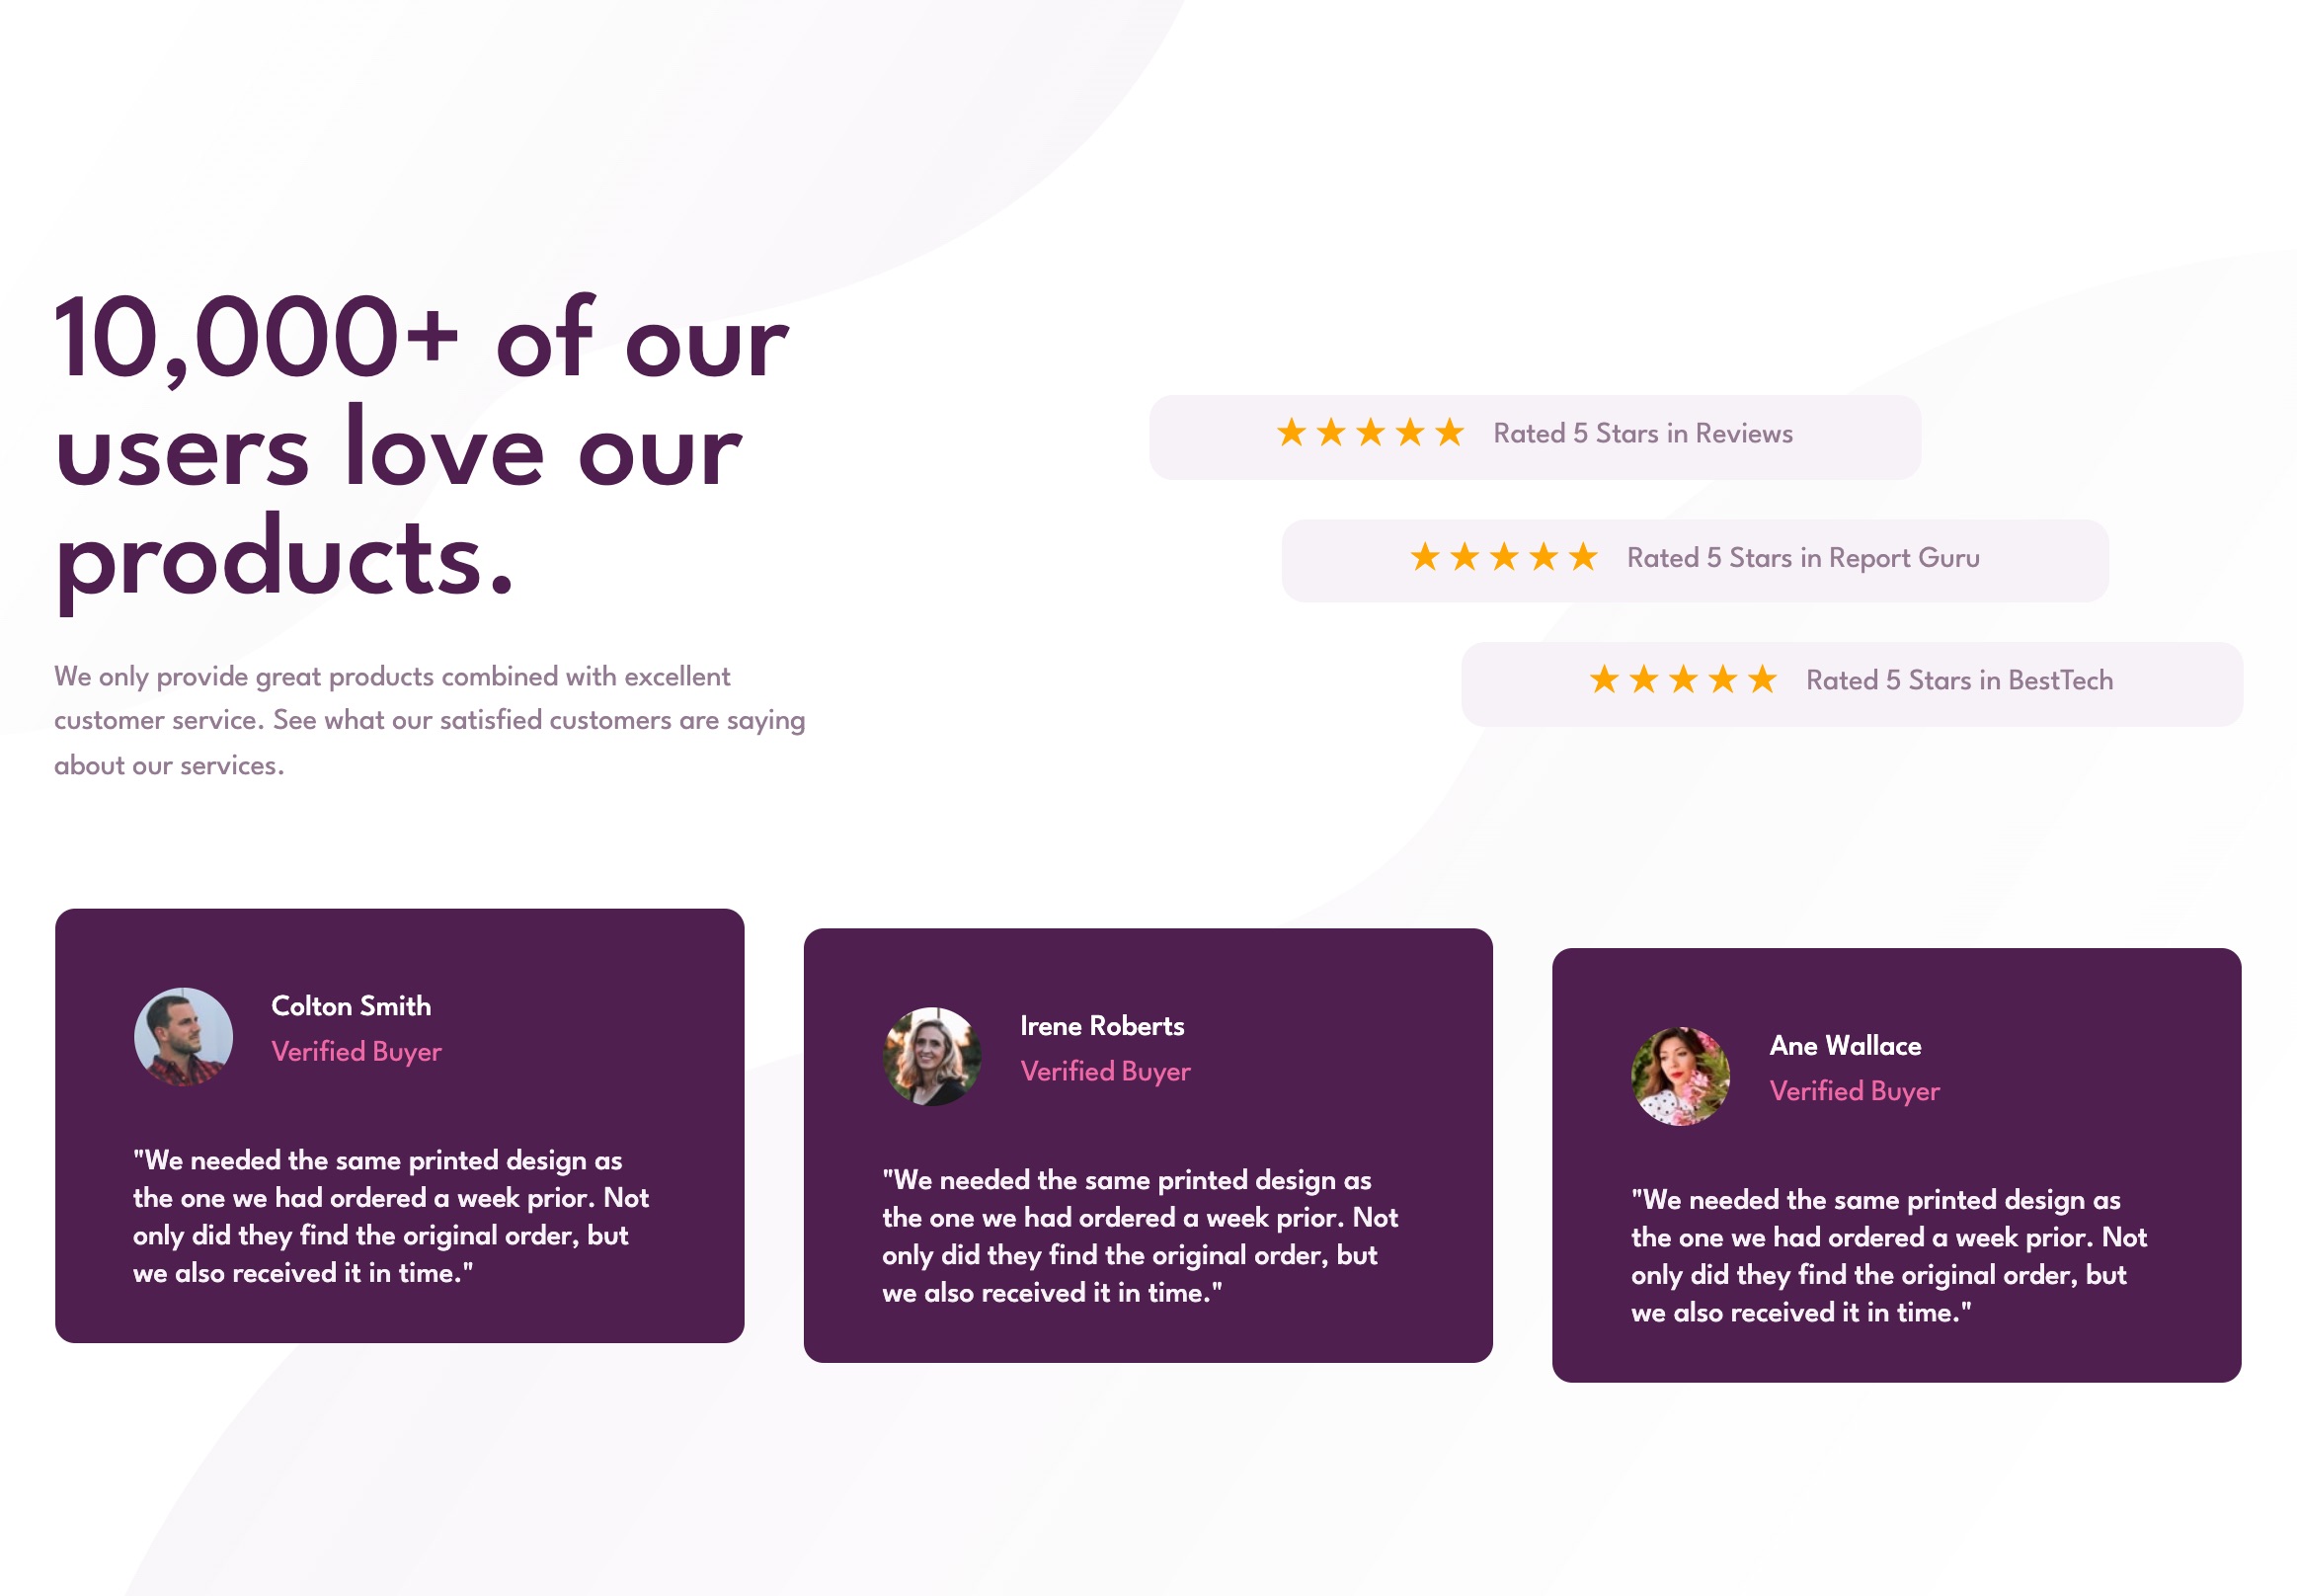 10,000+ of our
users love our
products.
We only provide great products combined with excellent
customer service. See what our satisfied customers are saying
about our services.
Rated 5 Stars in Reviews
Rated 5 Stars in Report Guru
Rated 5 Stars in BestTech
Colton Smith
Verified Buyer
"We needed the same printed design as
the one we had ordered a week prior. Not
only did they find the original order, but
we also received it in time."
Irene Roberts
Verified Buyer
"We needed the same printed design as
the one we had ordered a week prior. Not
only did they find the original order, but
we also received it in time."
Ane Wallace
Verified Buyer
"We needed the same printed design as
the one we had ordered a week prior. Not
only did they find the original order, but
we also received it in time."